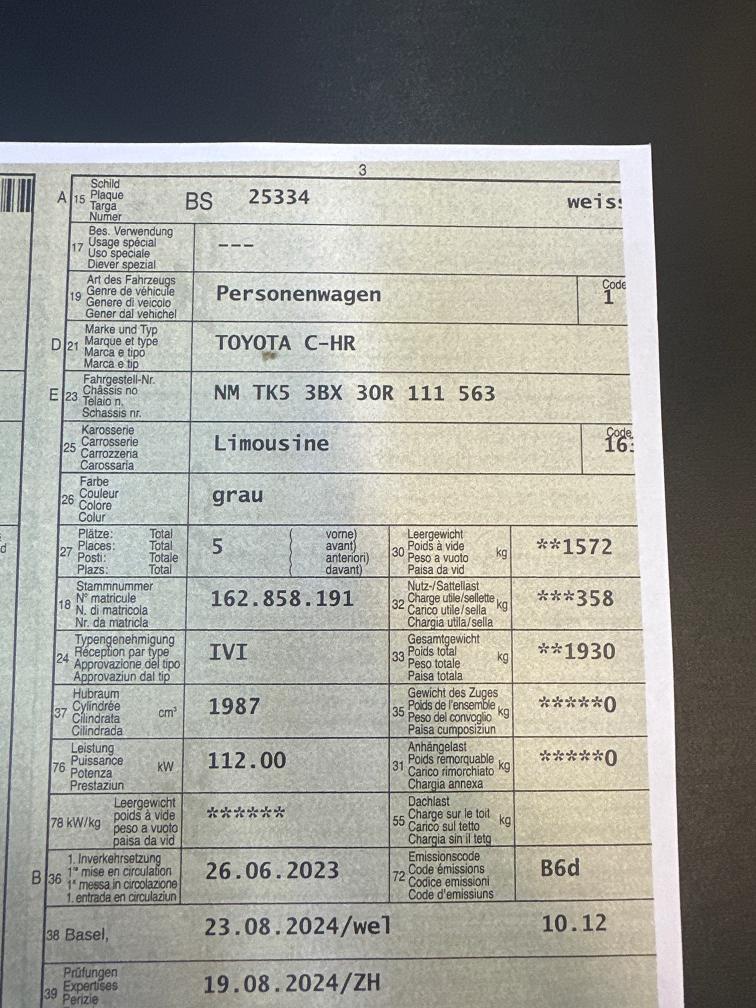 3
A 15 Schild
Plaque
Targa
Numer
BS 25334
17 Bes. Verwendung
Usage spécial
Uso speciale
Diever spezial
---
19 Art des Fahrzeugs
Genre de véhicule
Genere di veicolo
Gener dal vehichel
Personenwagen
Code
1
D 21 Marke und Typ
Marque et type
Marca e tipo
Marca e tip
TOYOTA C-HR
E 23 Fahrgestell-Nr.
Châssis no
Telaio n.
Schassis nr.
NM TK5 3BX 30R 111 563
25 Karosserie
Carrosserie
Carrozzeria
Carossaria
Limousine
Code
26 Farbe
Couleur
Colore
Colur
grau
27 Plätze: Total
Places: Total
Posti: Totale
Plazs: Total
5
vorne)
avant)
anteriori)
davant)
30 Leergewicht
Poids à vide
Peso a vuoto
Paisa da vid
kg
**1572
18 Stammnummer
N° matricule
N. di matricola
Nr. da matricla
162.858.191
32 Nutz-/Sattellast
Charge utile/sellette
Carico utile/sella
Chargia utila/sella
kg
***358
24 Typengenehmigung
Réception par type
Approvazione del tipo
Approvaziun dal tip
IVI
33 Gesamtgewicht
Poids total
Peso totale
Paisa totala
kg
**1930
37 Hubraum
Cylindrée
Cilindrata
Cilindrada
cm³
1987
35 Gewicht des Zuges
Poids de l'ensemble
Peso del convoglio
Paisa cumposiziun
kg
*****0
76 Leistung
Puissance
Potenza
Prestaziun
kW
112.00
31 Anhängelast
Poids remorquable
Carico rimorchiato
Chargia annexa
kg
*****0
78 kW/kg Leergewicht
poids à vide
peso a vuoto
paisa da vid
******
55 Dachlast
Charge sur le toit
Carico sul tetto
Chargia sin il tetg
kg
B 36 1. Inverkehrsetzung
1re mise en circulation
1a messa in circolazione
1. entrada en circulaziun
26.06.2023
72 Emissionscode
Code émissions
Codice emissioni
Code d'emissiuns
B6d
38 Basel, 23.08.2024/wel 10.12
39 Prüfungen
Expertises
Perizie
19.08.2024/ZH